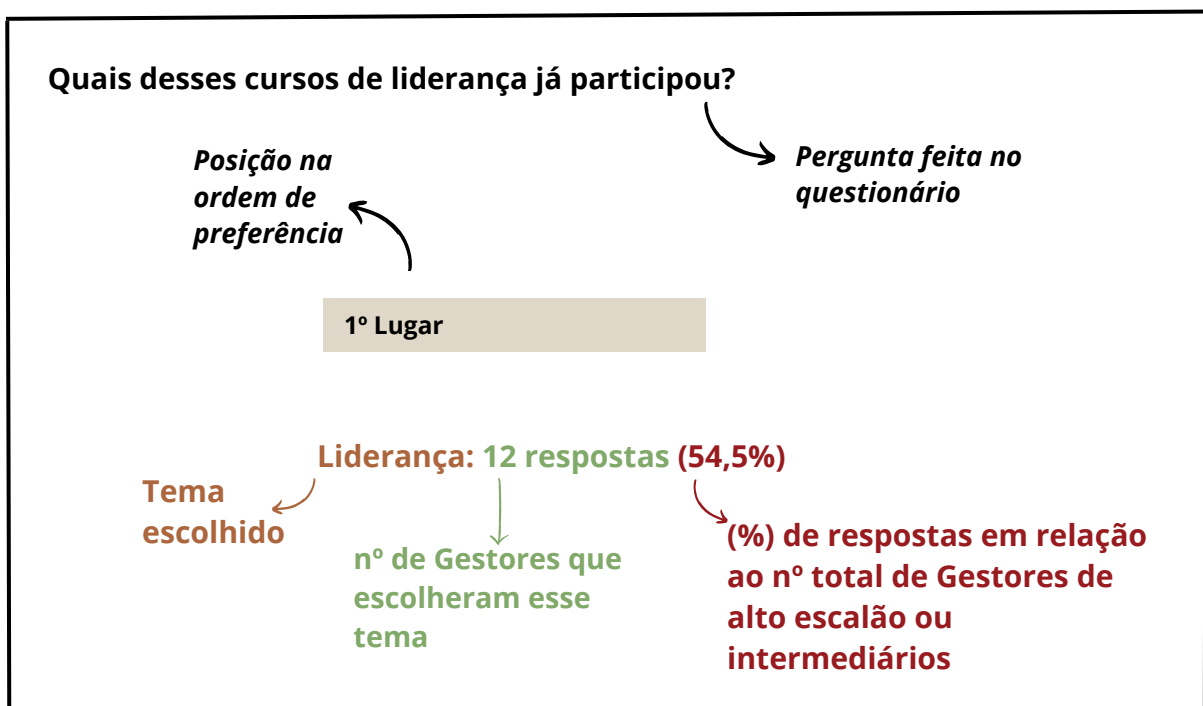 Quais desses cursos de liderança já participou?
Posição na
ordem de
preferência
Pergunta feita no
questionário
1º Lugar
Liderança: 12 respostas (54,5%)
Tema
escolhido
nº de Gestores que
escolheram esse
tema
(%) de respostas em relação
ao nº total de Gestores de
alto escalão ou
intermediários